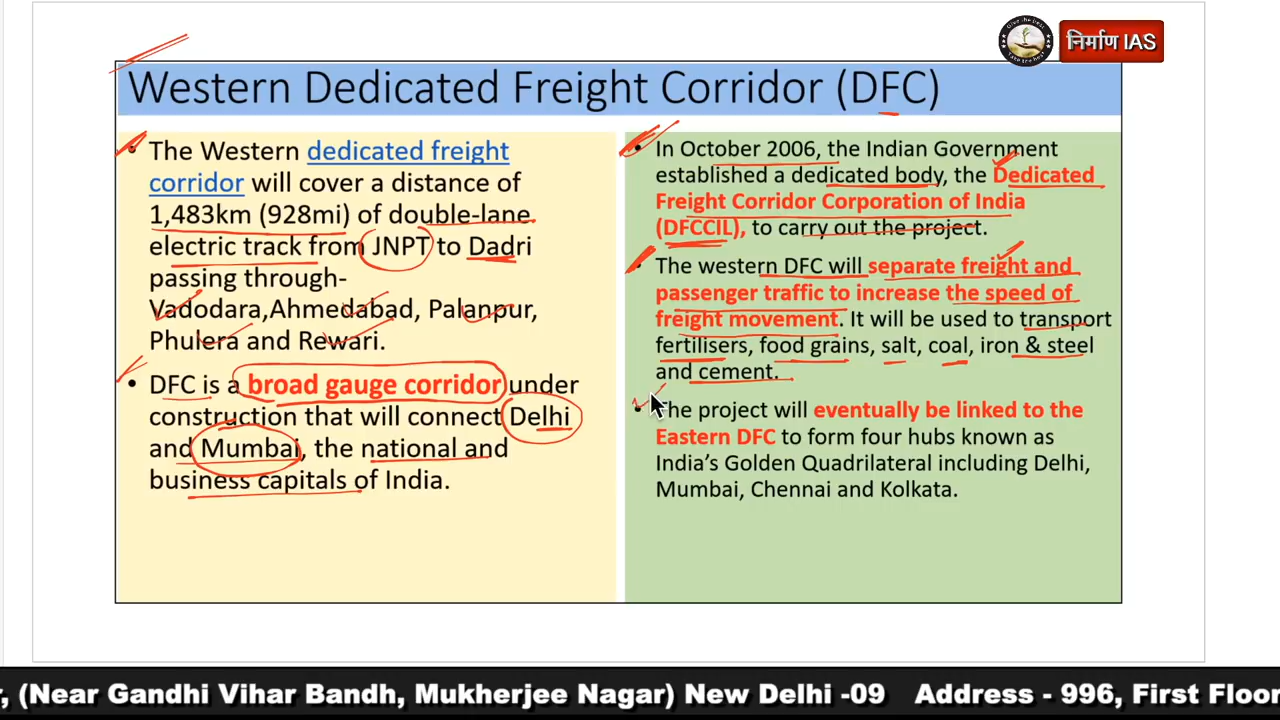 Give the Best
Take the best
निर्माण IAS
Western Dedicated Freight Corridor (DFC)
• The Western dedicated freight
corridor will cover a distance of
1,483km (928mi) of double-lane
electric track from JNPT to Dadri
passing through-
Vadodara,Ahmedabad, Palanpur,
Phulera and Rewari.
• DFC is a broad gauge corridor under
construction that will connect Delhi
and Mumbai, the national and
business capitals of India.
• In October 2006, the Indian Government
established a dedicated body, the Dedicated
Freight Corridor Corporation of India
(DFCCIL), to carry out the project.
• The western DFC will separate freight and
passenger traffic to increase the speed of
freight movement. It will be used to transport
fertilisers, food grains, salt, coal, iron & steel
and cement.
• The project will eventually be linked to the
Eastern DFC to form four hubs known as
India’s Golden Quadrilateral including Delhi,
Mumbai, Chennai and Kolkata.
, (Near Gandhi Vihar Bandh, Mukherjee Nagar) New Delhi -09 Address - 996, First Floor